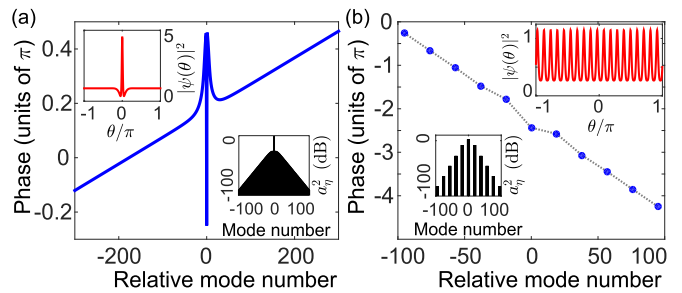 (a)
Phase (units of π)
0.4
0.2
0
-0.2
-200
0
200
Relative mode number
5
0
|ψ(θ)|²
-1
0
1
θ/π
0
-100
a²η (dB)
-100
0
100
Mode number
(b)
Phase (units of π)
0
-1
-2
-3
-4
-100
-50
0
50
100
Relative mode number
1
0
|ψ(θ)|²
-1
0
1
θ/π
0
-100
a²η (dB)
-100
0
100
Mode number